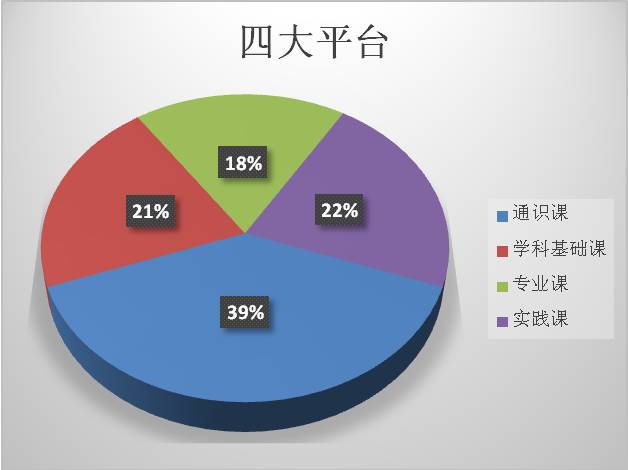 四大平台
18%
21%
22%
39%
通识课
学科基础课
专业课
实践课